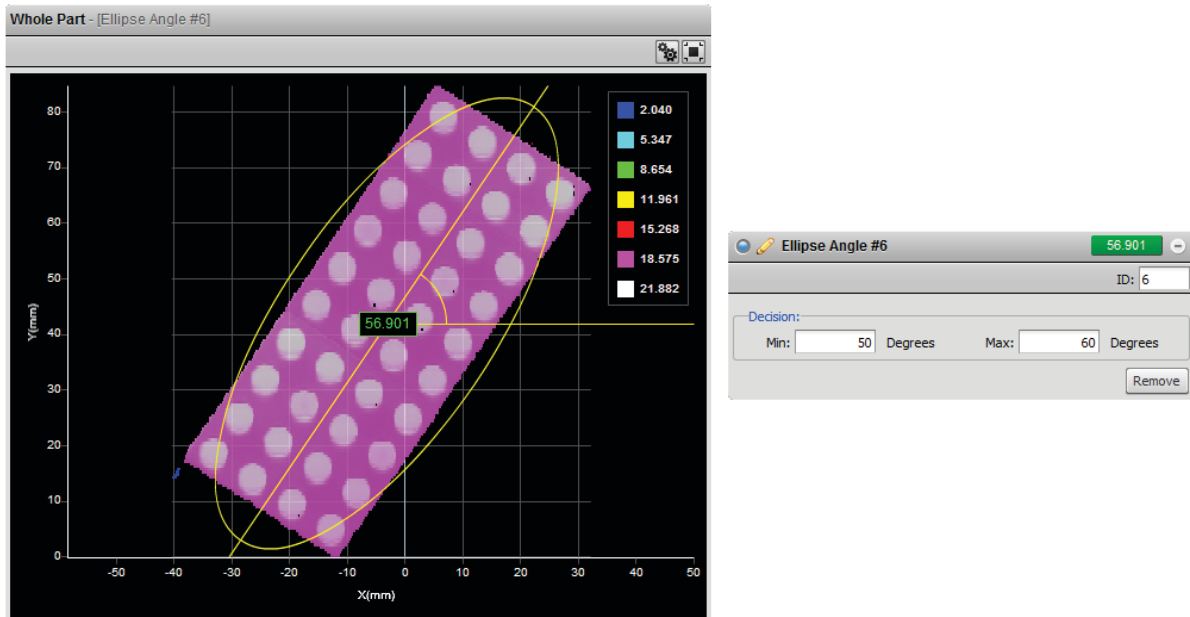 Whole Part - [Ellipse Angle #6]
80
70
60
50
40
30
20
10
0
Y(mm)
2.040
5.347
8.654
11.961
15.268
18.575
21.882
56.901
-50 -40 -30 -20 -10 0 10 20 30 40 50
X(mm)
Ellipse Angle #6 56.901
ID: 6
Decision:
Min: 50 Degrees Max: 60 Degrees
Remove